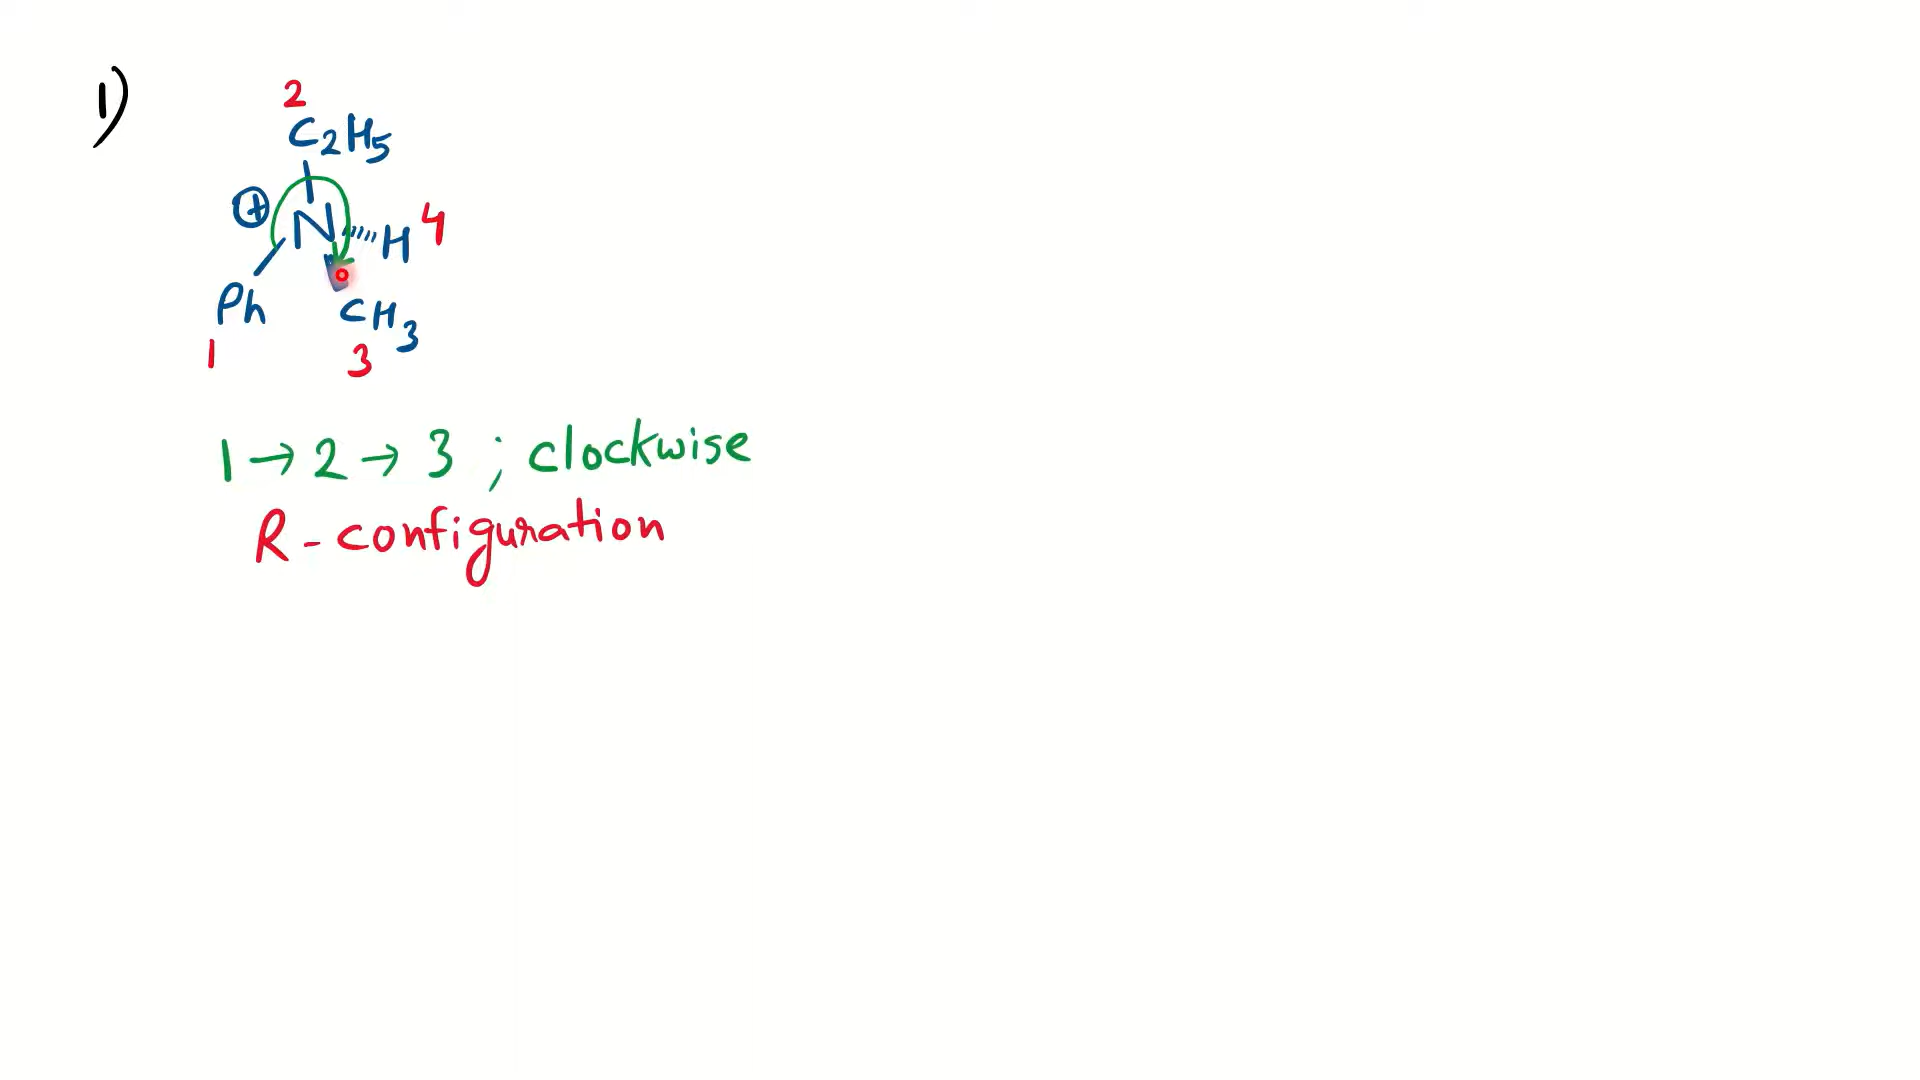 1)
2
C2H5
⊕ N H 4
Ph CH3
1 3
1 → 2 → 3 ; clockwise
R - configuration